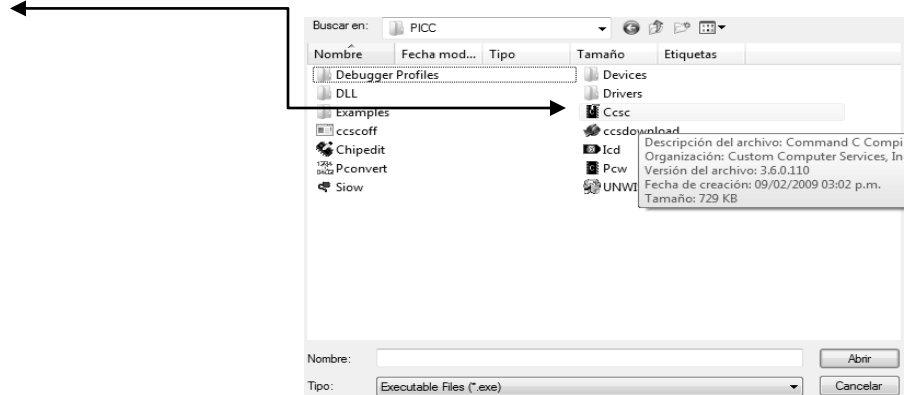 Buscar en: PICC
Nombre Fecha mod... Tipo Tamaño Etiquetas
Debugger Profiles Devices
DLL Drivers
Examples Ccsc
ccscoff ccsdownload
Chipedit Icd
Pconvert Pcw
Siow UNWI
Descripción del archivo: Command C Compi
Organización: Custom Computer Services, In
Versión del archivo: 3.6.0.110
Fecha de creación: 09/02/2009 03:02 p.m.
Tamaño: 729 KB
Nombre: Abrir
Tipo: Executable Files (*.exe) Cancelar